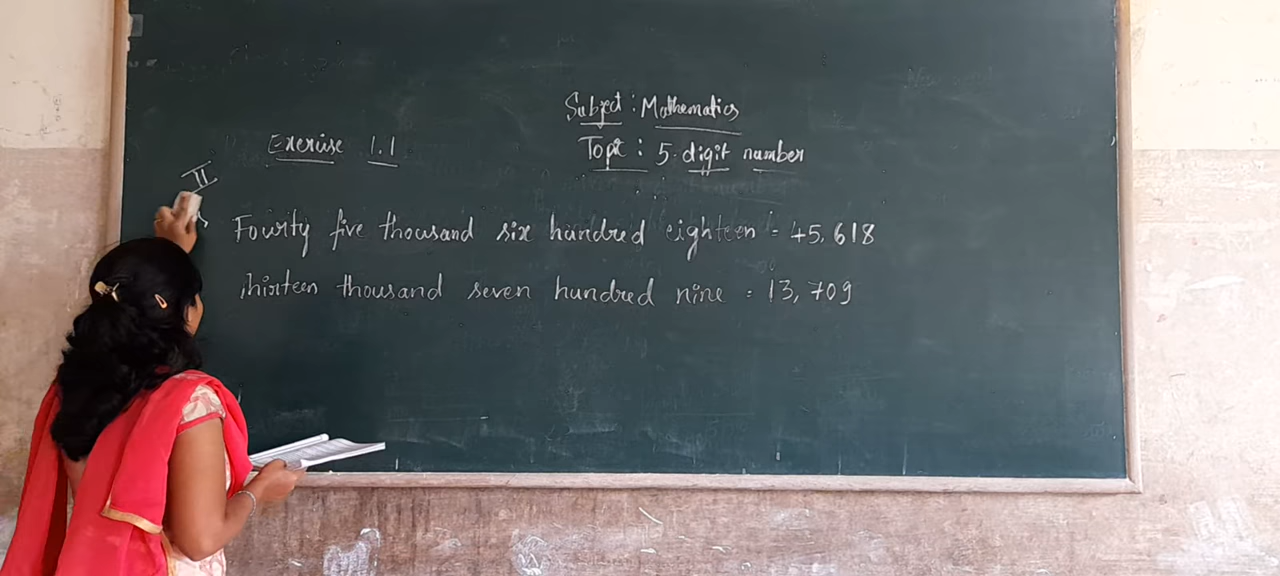 Subject : Mathematics
Exercise 1.1
Topic : 5 digit number
II
Fourity five thousand six hundred eighteen = 45,618
thirteen thousand seven hundred nine = 13,709